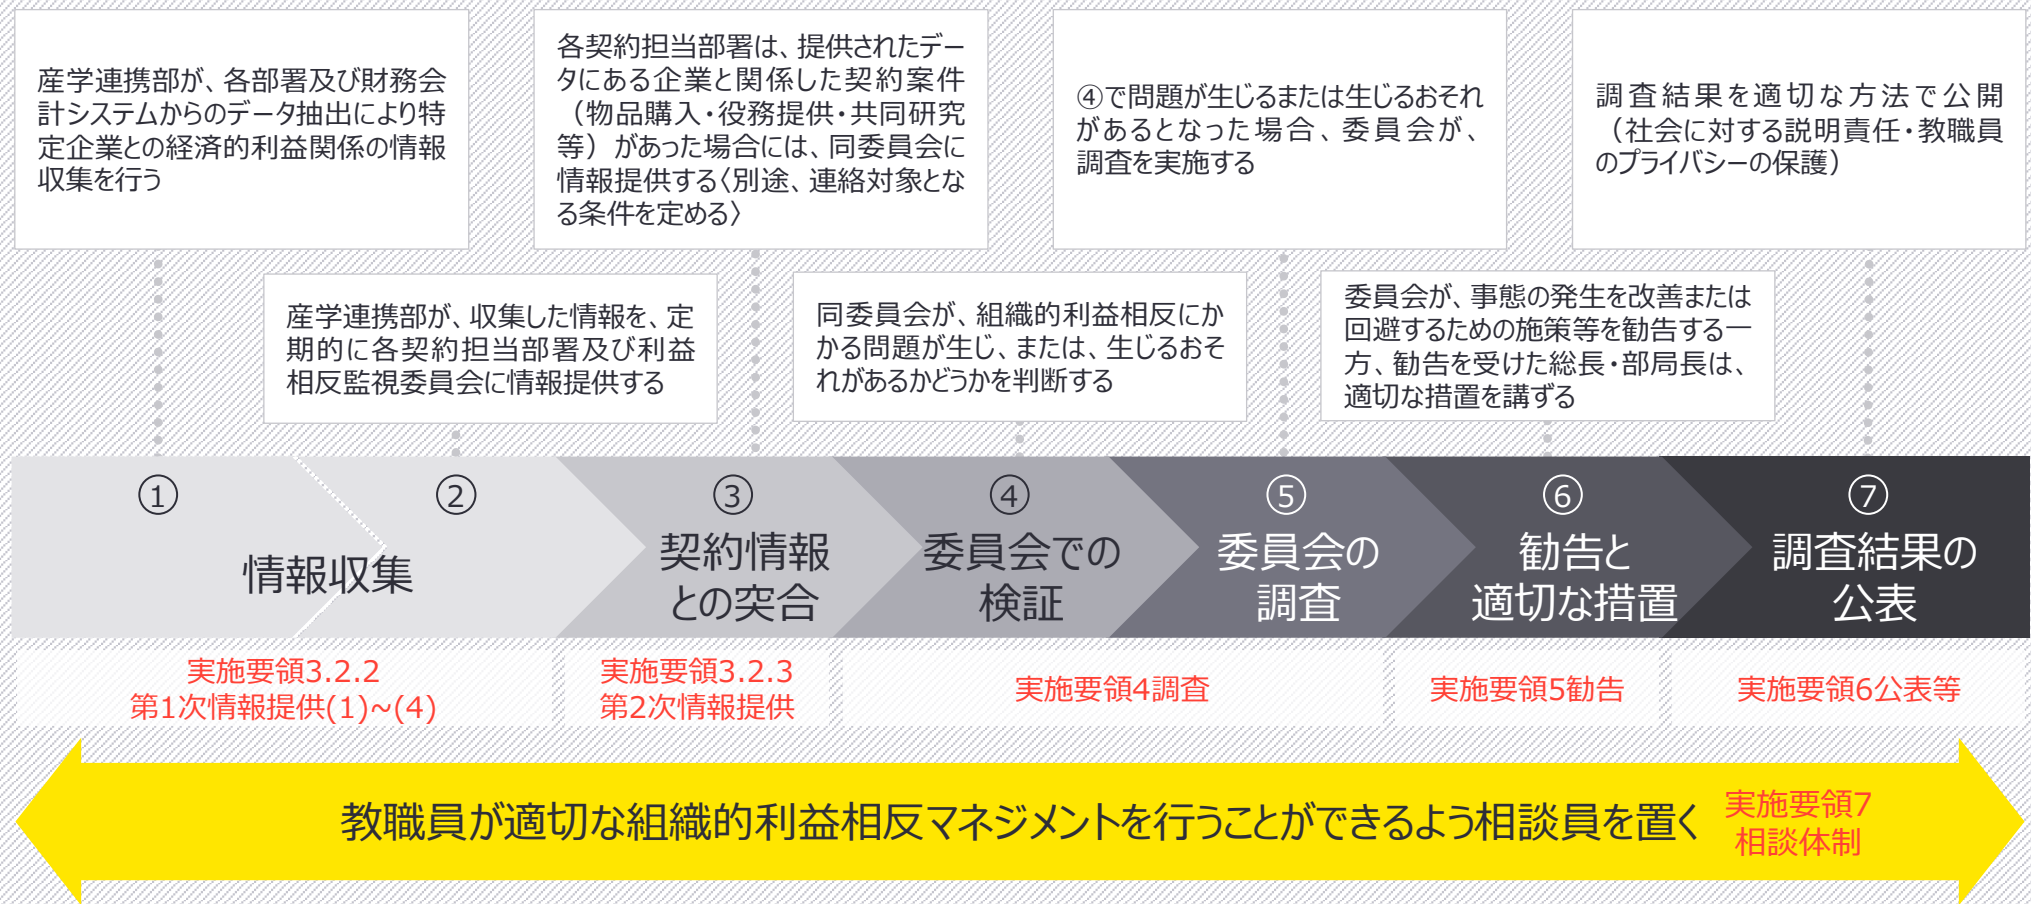 産学連携部が、各部署及び財務会
計システムからのデータ抽出により特
定企業との経済的利益関係の情報
収集を行う
各契約担当部署は、提供されたデー
タにある企業と関係した契約案件
（物品購入・役務提供・共同研究
等）があった場合には、同委員会に
情報提供する〈別途、連絡対象とな
る条件を定める〉
④で問題が生じるまたは生じるおそれ
があるとなった場合、委員会が、
調査を実施する
調査結果を適切な方法で公開
（社会に対する説明責任・教職員
のプライバシーの保護）
産学連携部が、収集した情報を、定
期的に各契約担当部署及び利益
相反監視委員会に情報提供する
同委員会が、組織的利益相反にか
かる問題が生じ、または、生じるおそ
れがあるかどうかを判断する
委員会が、事態の発生を改善または
回避するための施策等を勧告する一
方、勧告を受けた総長・部局長は、
適切な措置を講ずる
①
②
情報収集
③
契約情報
との突合
④
委員会での
検証
⑤
委員会の
調査
⑥
勧告と
適切な措置
⑦
調査結果の
公表
実施要領3.2.2
第1次情報提供(1)~(4)
実施要領3.2.3
第2次情報提供
実施要領4調査
実施要領5勧告
実施要領6公表等
教職員が適切な組織的利益相反マネジメントを行うことができるよう相談員を置く
実施要領7
相談体制